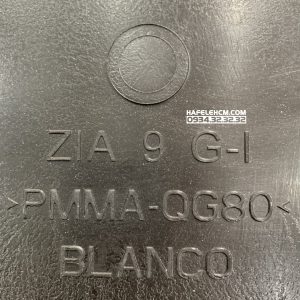 HAFELEHCM.COM
0934.32.32.32
ZIA 9 G-I
>PMMA-QG80<
BLANCO